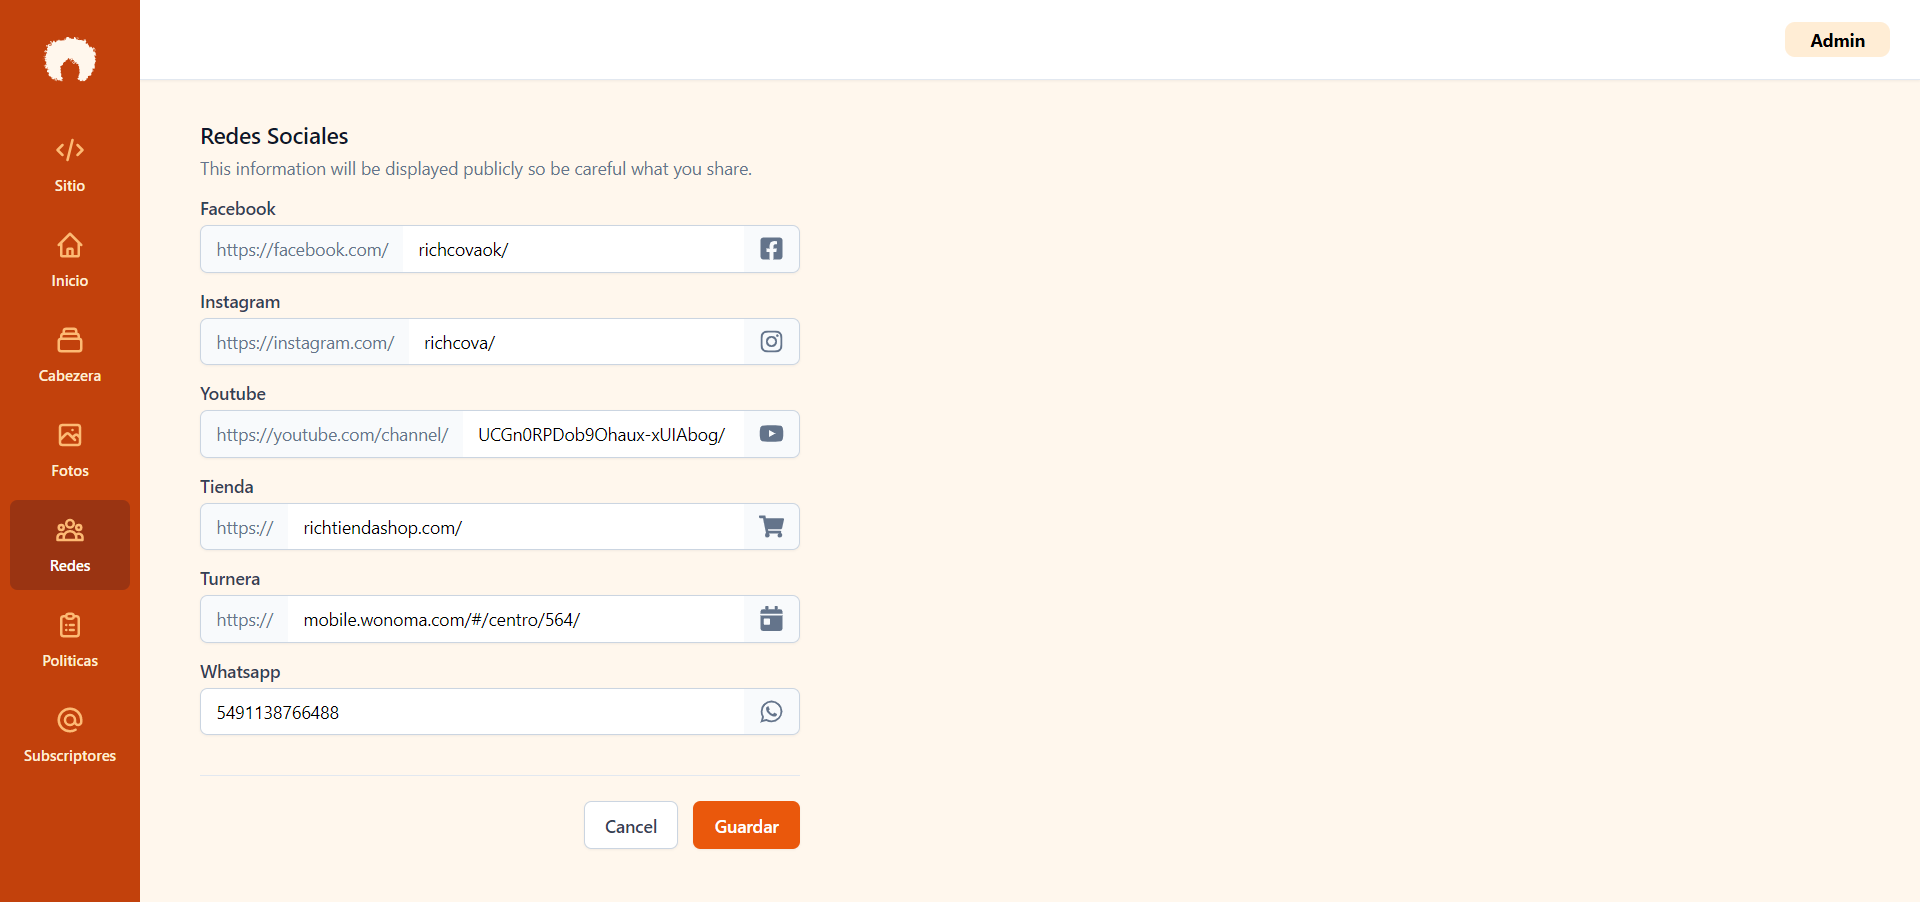 Admin
Sitio
Inicio
Cabezera
Fotos
Redes
Politicas
Subscriptores
Redes Sociales
This information will be displayed publicly so be careful what you share.
Facebook
https://facebook.com/ richcovaok/
Instagram
https://instagram.com/ richcova/
Youtube
https://youtube.com/channel/ UCGn0RPDob9Ohaux-xUIAbog/
Tienda
https:// richtiendashop.com/
Turnera
https:// mobile.wonoma.com/#/centro/564/
Whatsapp
5491138766488
Cancel Guardar